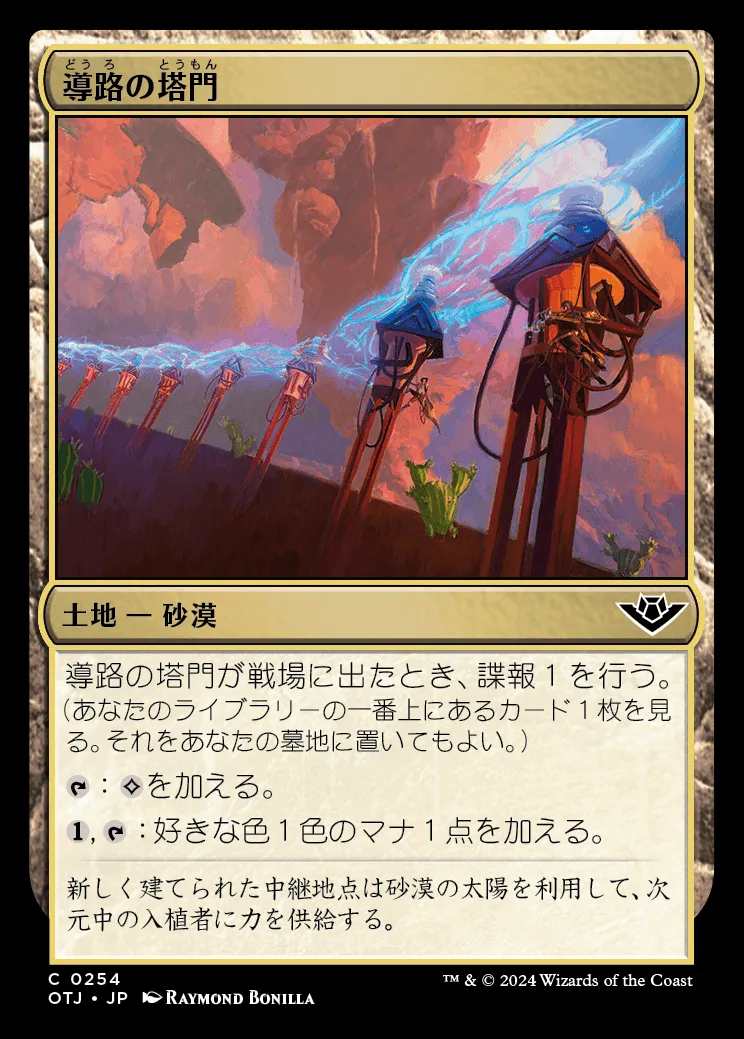 どうろ とうもん
導路の塔門
土地 — 砂漠
導路の塔門が戦場に出たとき、諜報1を行う。
(あなたのライブラリーの一番上にあるカード1枚を見
る。それをあなたの墓地に置いてもよい。)
:を加える。
1, :好きな色1色のマナ1点を加える。
新しく建てられた中継地点は砂漠の太陽を利用して、次
元中の入植者に力を供給する。
C 0254
OTJ • JP RAYMOND BONILLA
™ & © 2024 Wizards of the Coast